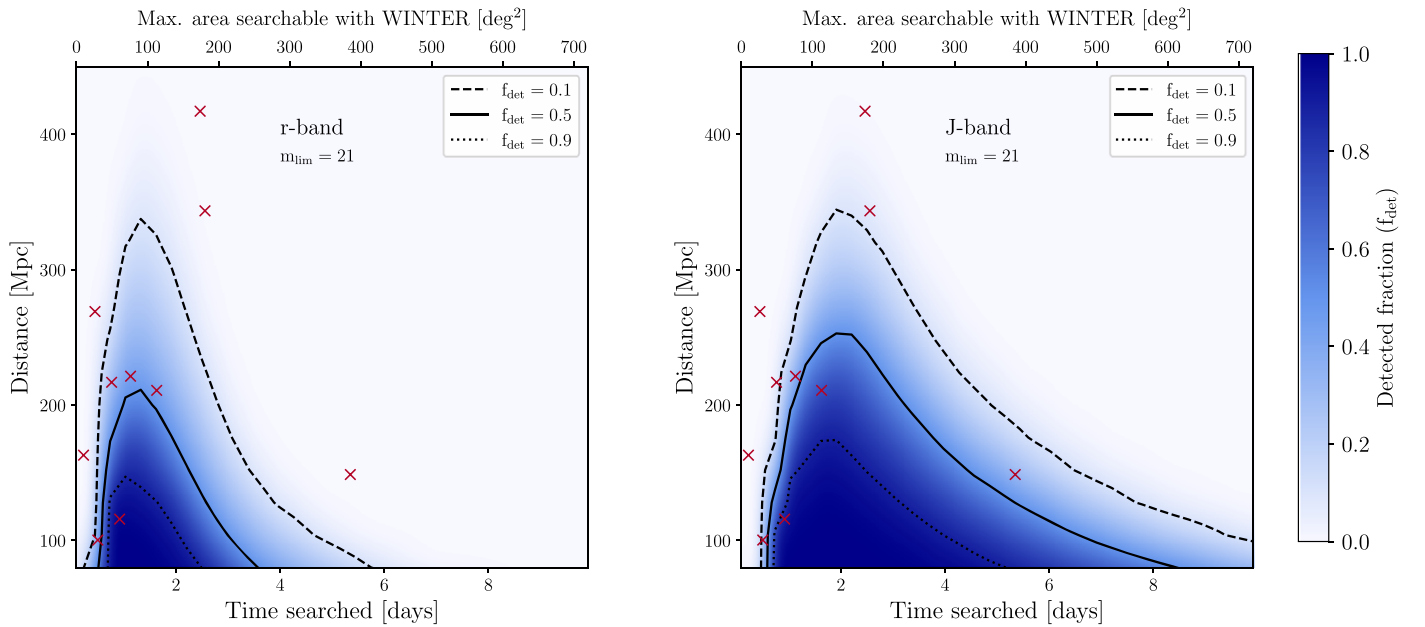 Max. area searchable with WINTER [deg²]
0 100 200 300 400 500 600 700
f_det = 0.1
f_det = 0.5
f_det = 0.9
r-band
m_lim = 21
400
300
200
100
Distance [Mpc]
2 4 6 8
Time searched [days]
Max. area searchable with WINTER [deg²]
0 100 200 300 400 500 600 700
f_det = 0.1
f_det = 0.5
f_det = 0.9
J-band
m_lim = 21
400
300
200
100
Distance [Mpc]
2 4 6 8
Time searched [days]
1.0
0.8
0.6
0.4
0.2
0.0
Detected fraction (f_det)